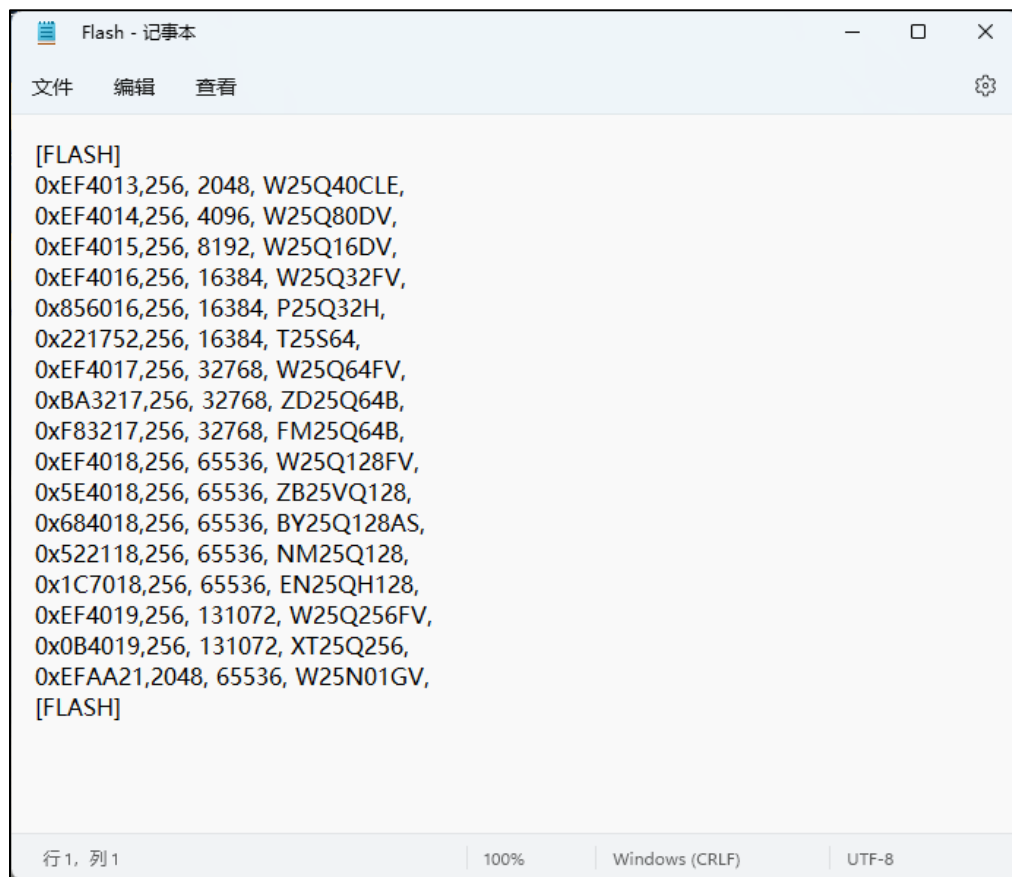 Flash - 记事本
文件 编辑 查看
[FLASH]
0xEF4013,256, 2048, W25Q40CLE,
0xEF4014,256, 4096, W25Q80DV,
0xEF4015,256, 8192, W25Q16DV,
0xEF4016,256, 16384, W25Q32FV,
0x856016,256, 16384, P25Q32H,
0x221752,256, 16384, T25S64,
0xEF4017,256, 32768, W25Q64FV,
0xBA3217,256, 32768, ZD25Q64B,
0xF83217,256, 32768, FM25Q64B,
0xEF4018,256, 65536, W25Q128FV,
0x5E4018,256, 65536, ZB25VQ128,
0x684018,256, 65536, BY25Q128AS,
0x522118,256, 65536, NM25Q128,
0x1C7018,256, 65536, EN25QH128,
0xEF4019,256, 131072, W25Q256FV,
0x0B4019,256, 131072, XT25Q256,
0xEFAA21,2048, 65536, W25N01GV,
[FLASH]
行 1, 列 1 100% Windows (CRLF) UTF-8